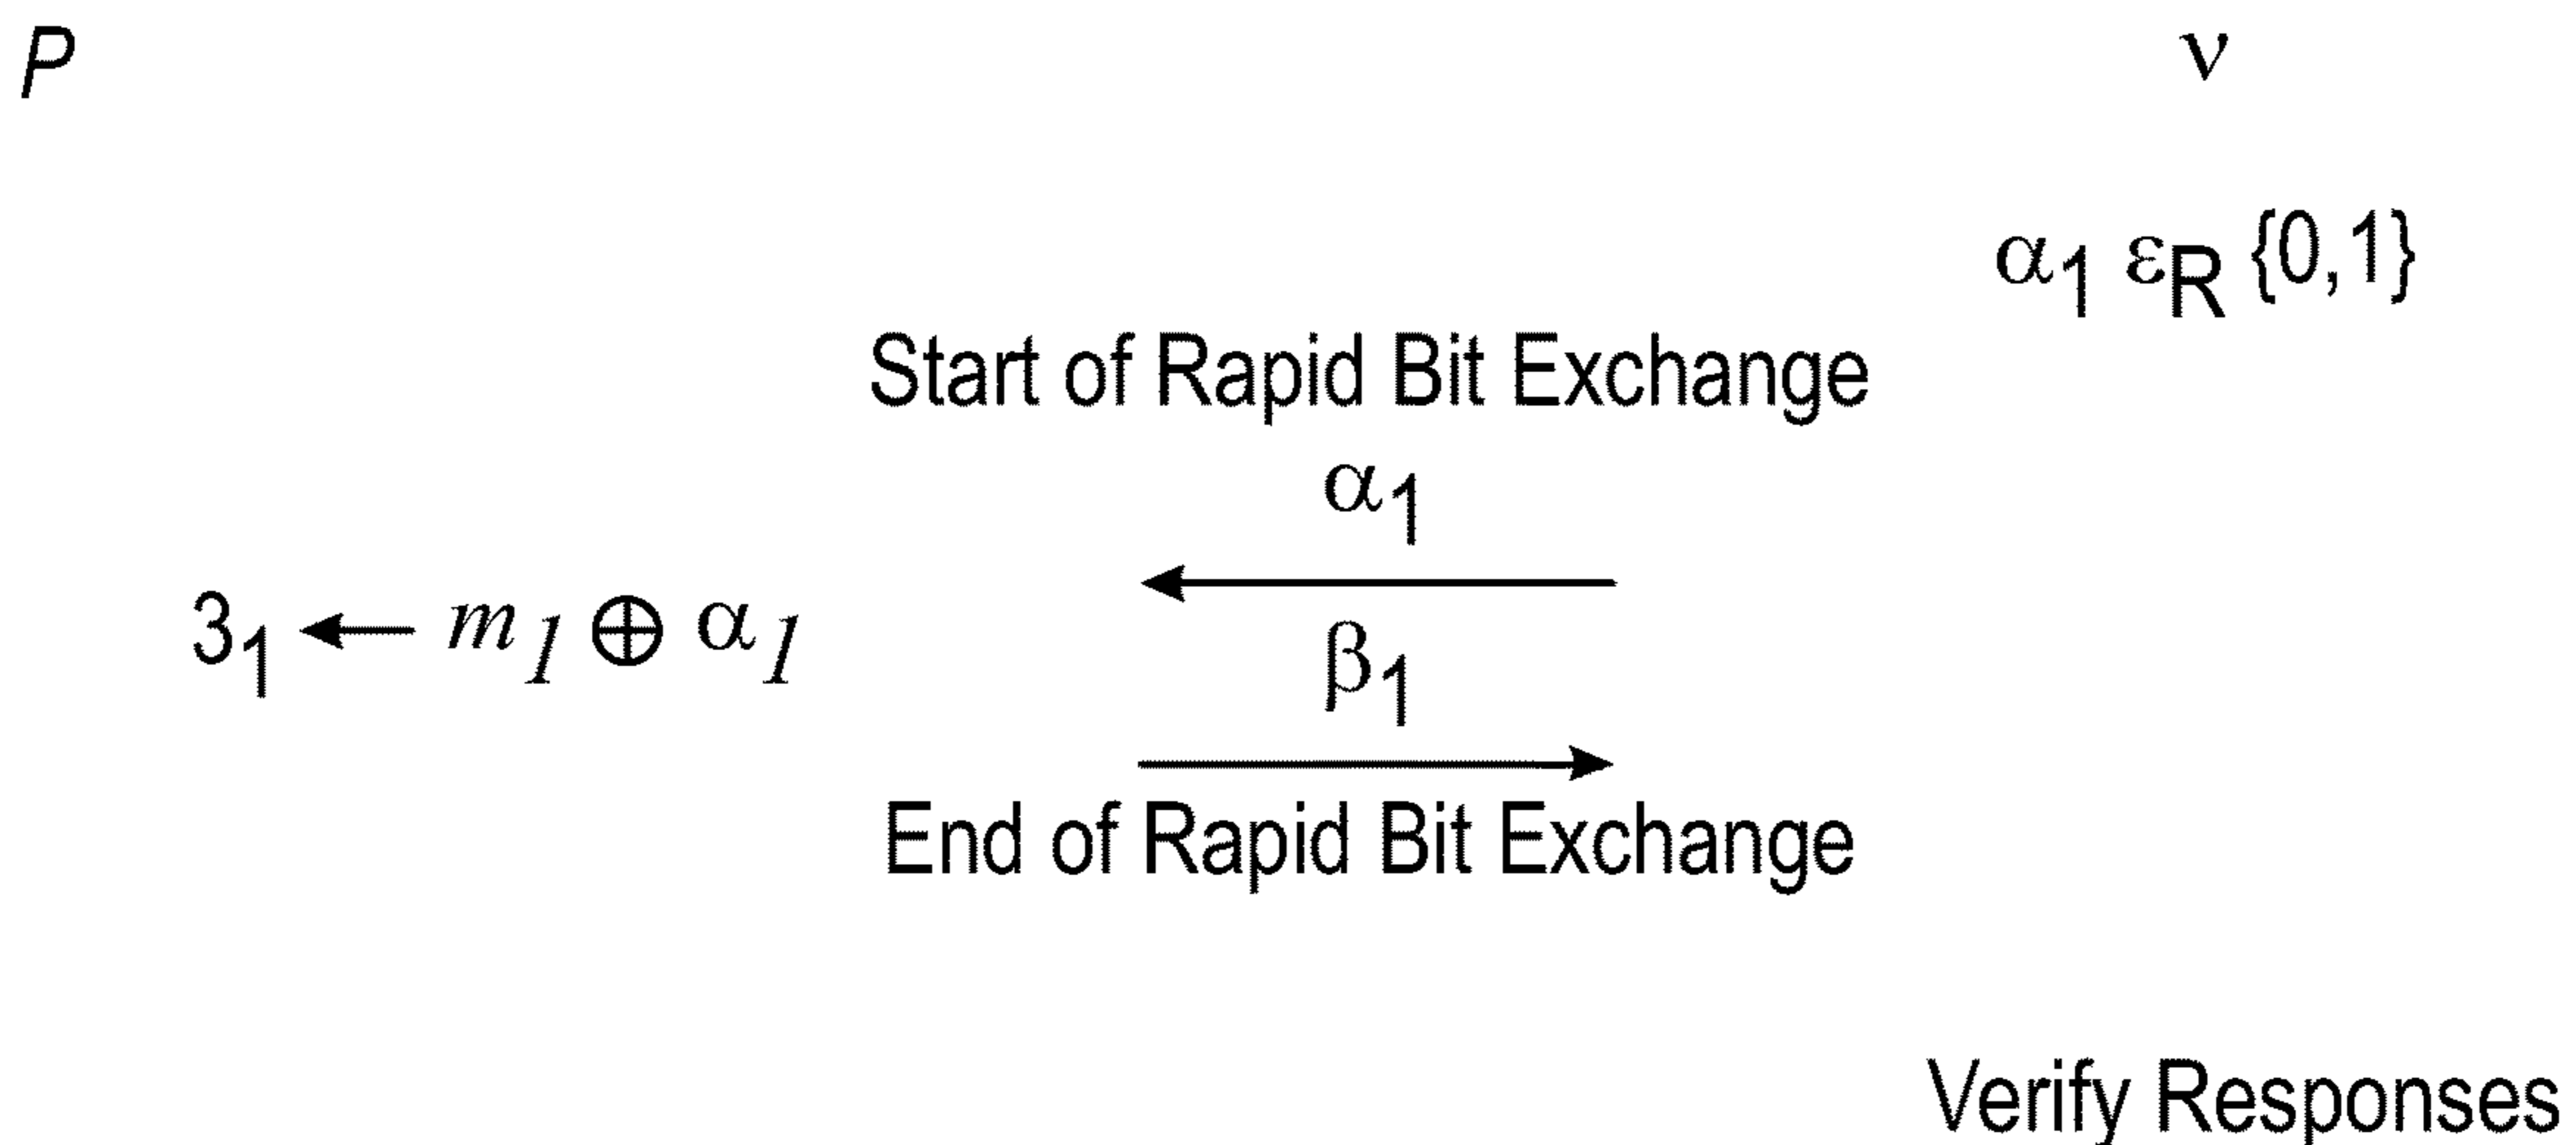 P ν
α₁ ε_R {0,1}
Start of Rapid Bit Exchange
α₁
3₁ ← m₁ ⊕ α₁
β₁
End of Rapid Bit Exchange
Verify Responses